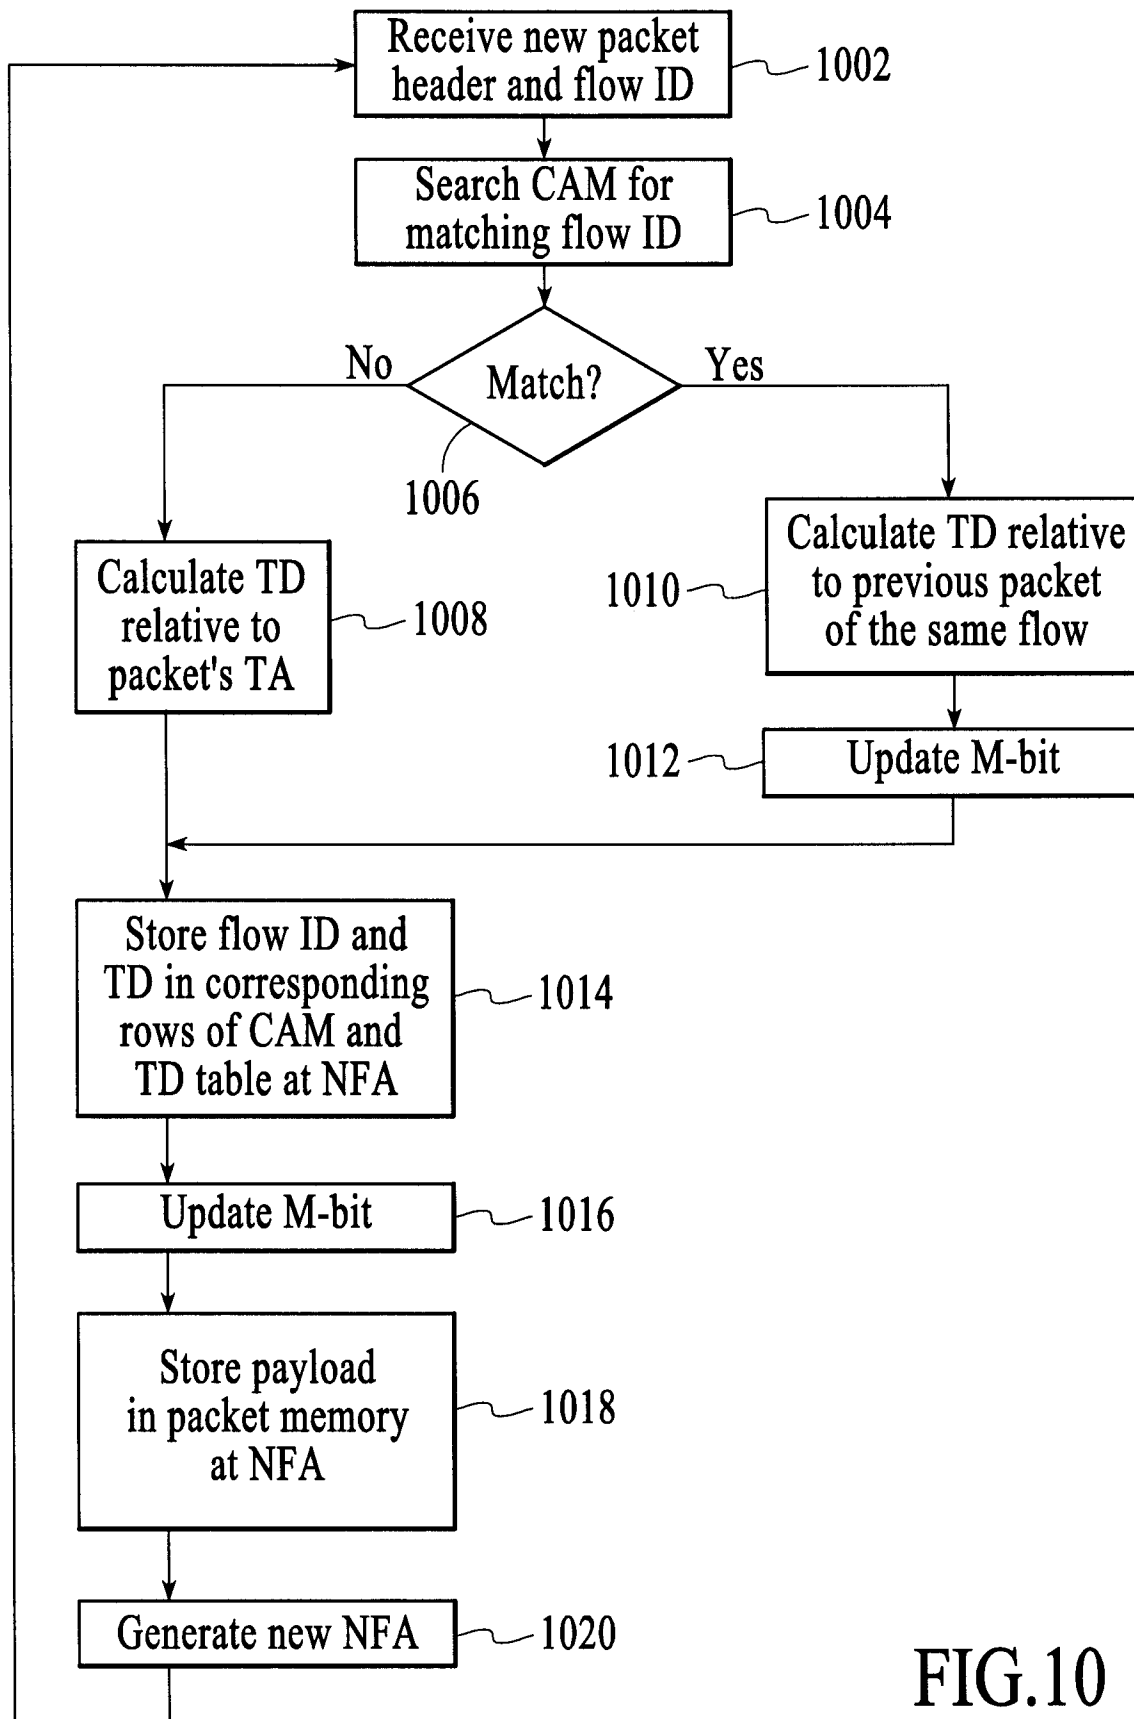 Receive new packet
header and flow ID
1002
Search CAM for
matching flow ID
1004
No
Match?
Yes
1006
Calculate TD
relative to
packet's TA
1008
1010
Calculate TD relative
to previous packet
of the same flow
1012
Update M-bit
Store flow ID and
TD in corresponding
rows of CAM and
TD table at NFA
1014
Update M-bit
1016
Store payload
in packet memory
at NFA
1018
Generate new NFA
1020
FIG.10